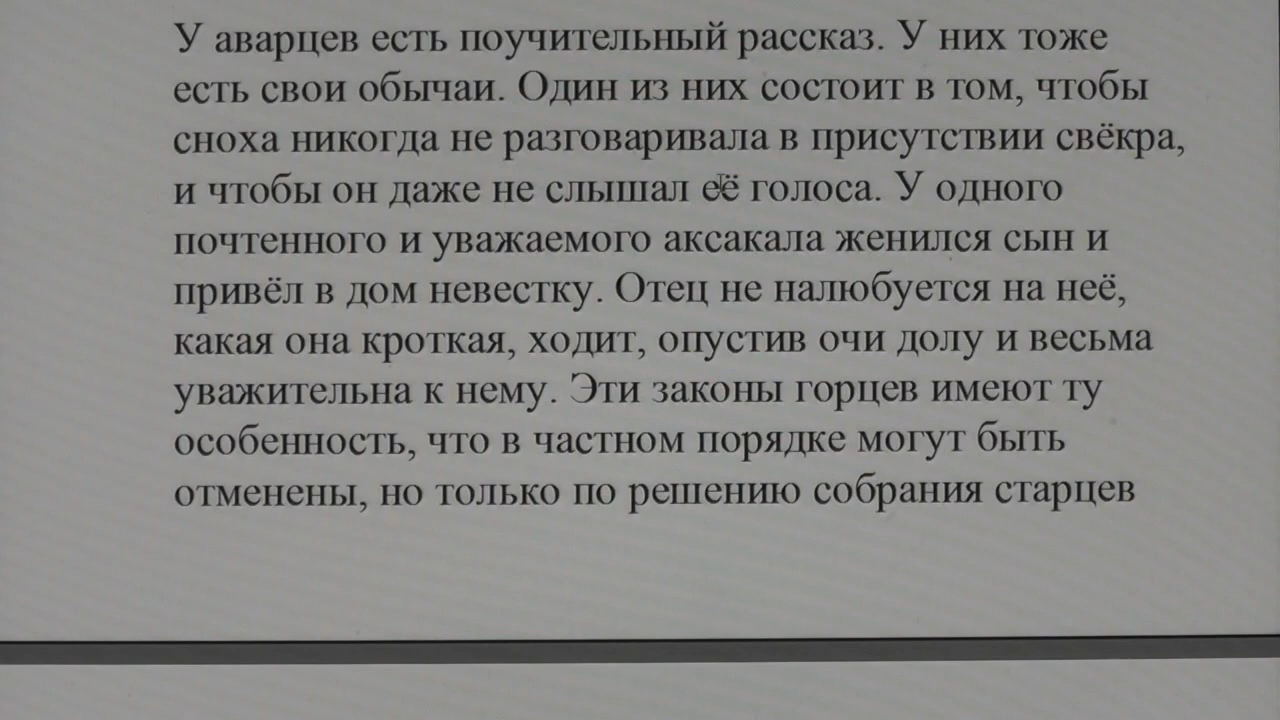 У аварцев есть поучительный рассказ. У них тоже
есть свои обычаи. Один из них состоит в том, чтобы
сноха никогда не разговаривала в присутствии свёкра,
и чтобы он даже не слышал её голоса. У одного
почтенного и уважаемого аксакала женился сын и
привёл в дом невестку. Отец не налюбуется на неё,
какая она кроткая, ходит, опустив очи долу и весьма
уважительна к нему. Эти законы горцев имеют ту
особенность, что в частном порядке могут быть
отменены, но только по решению собрания старцев